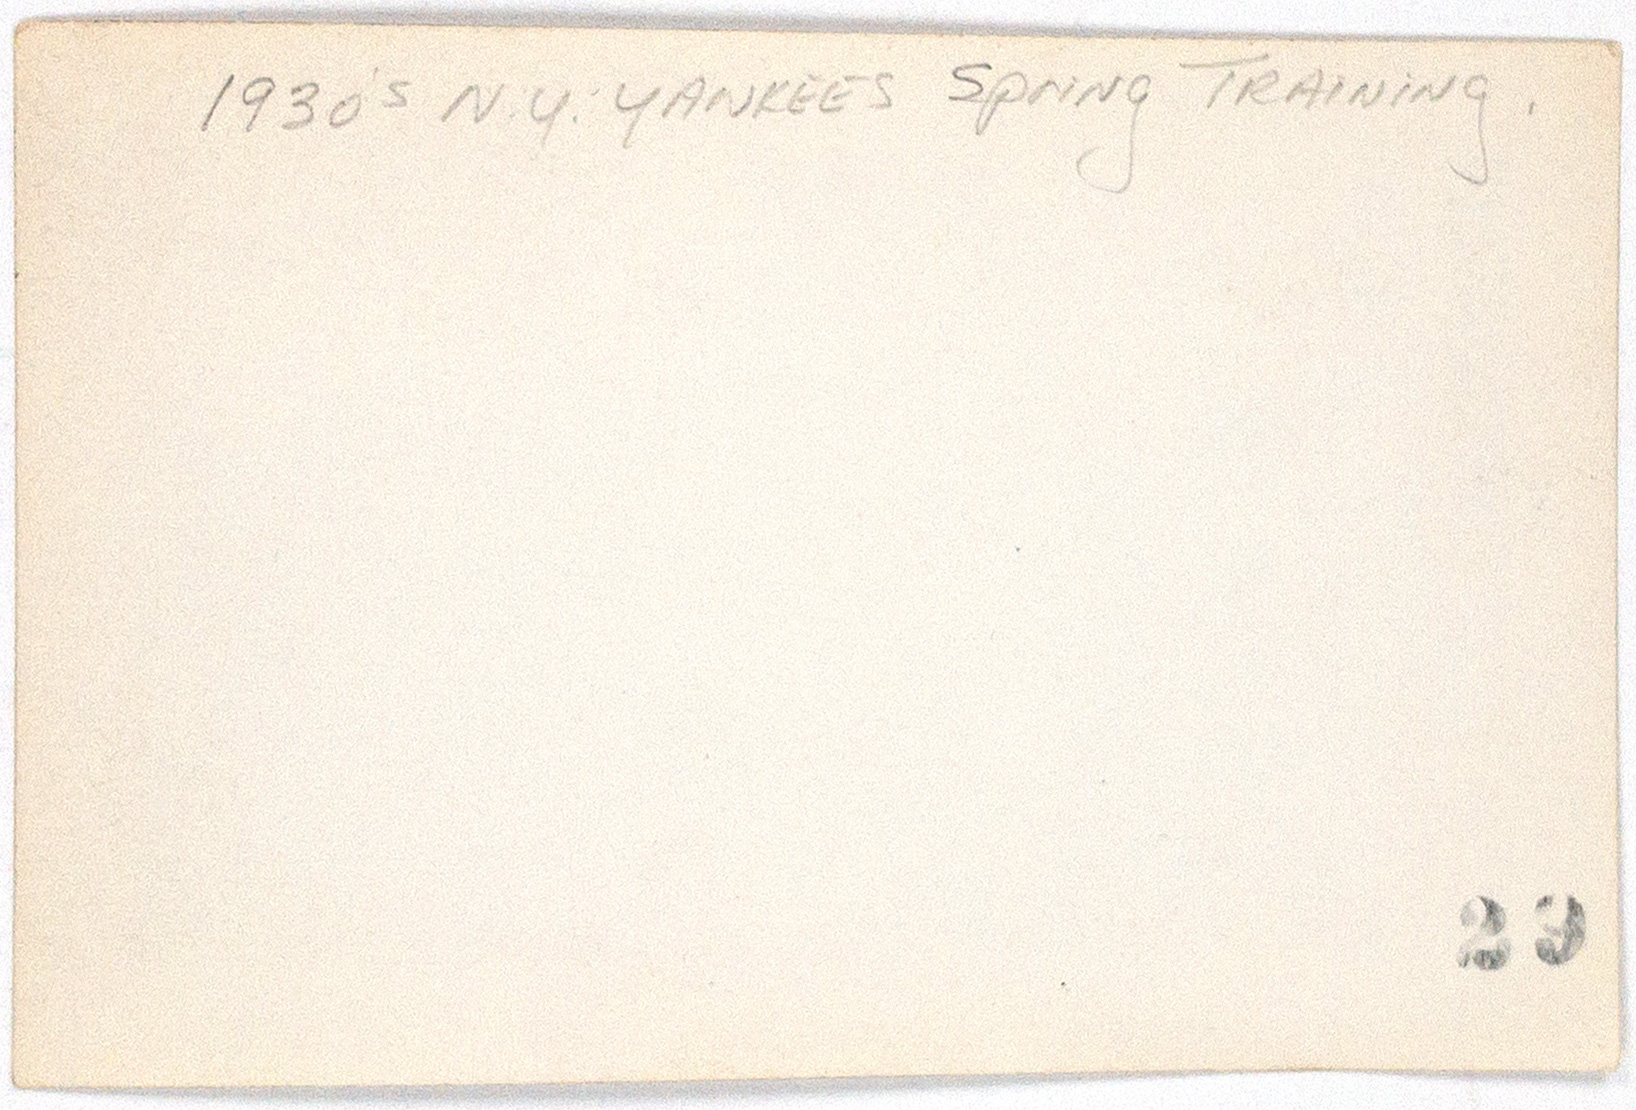 1930's N.Y. YANKEES Spring TRAINING.
29